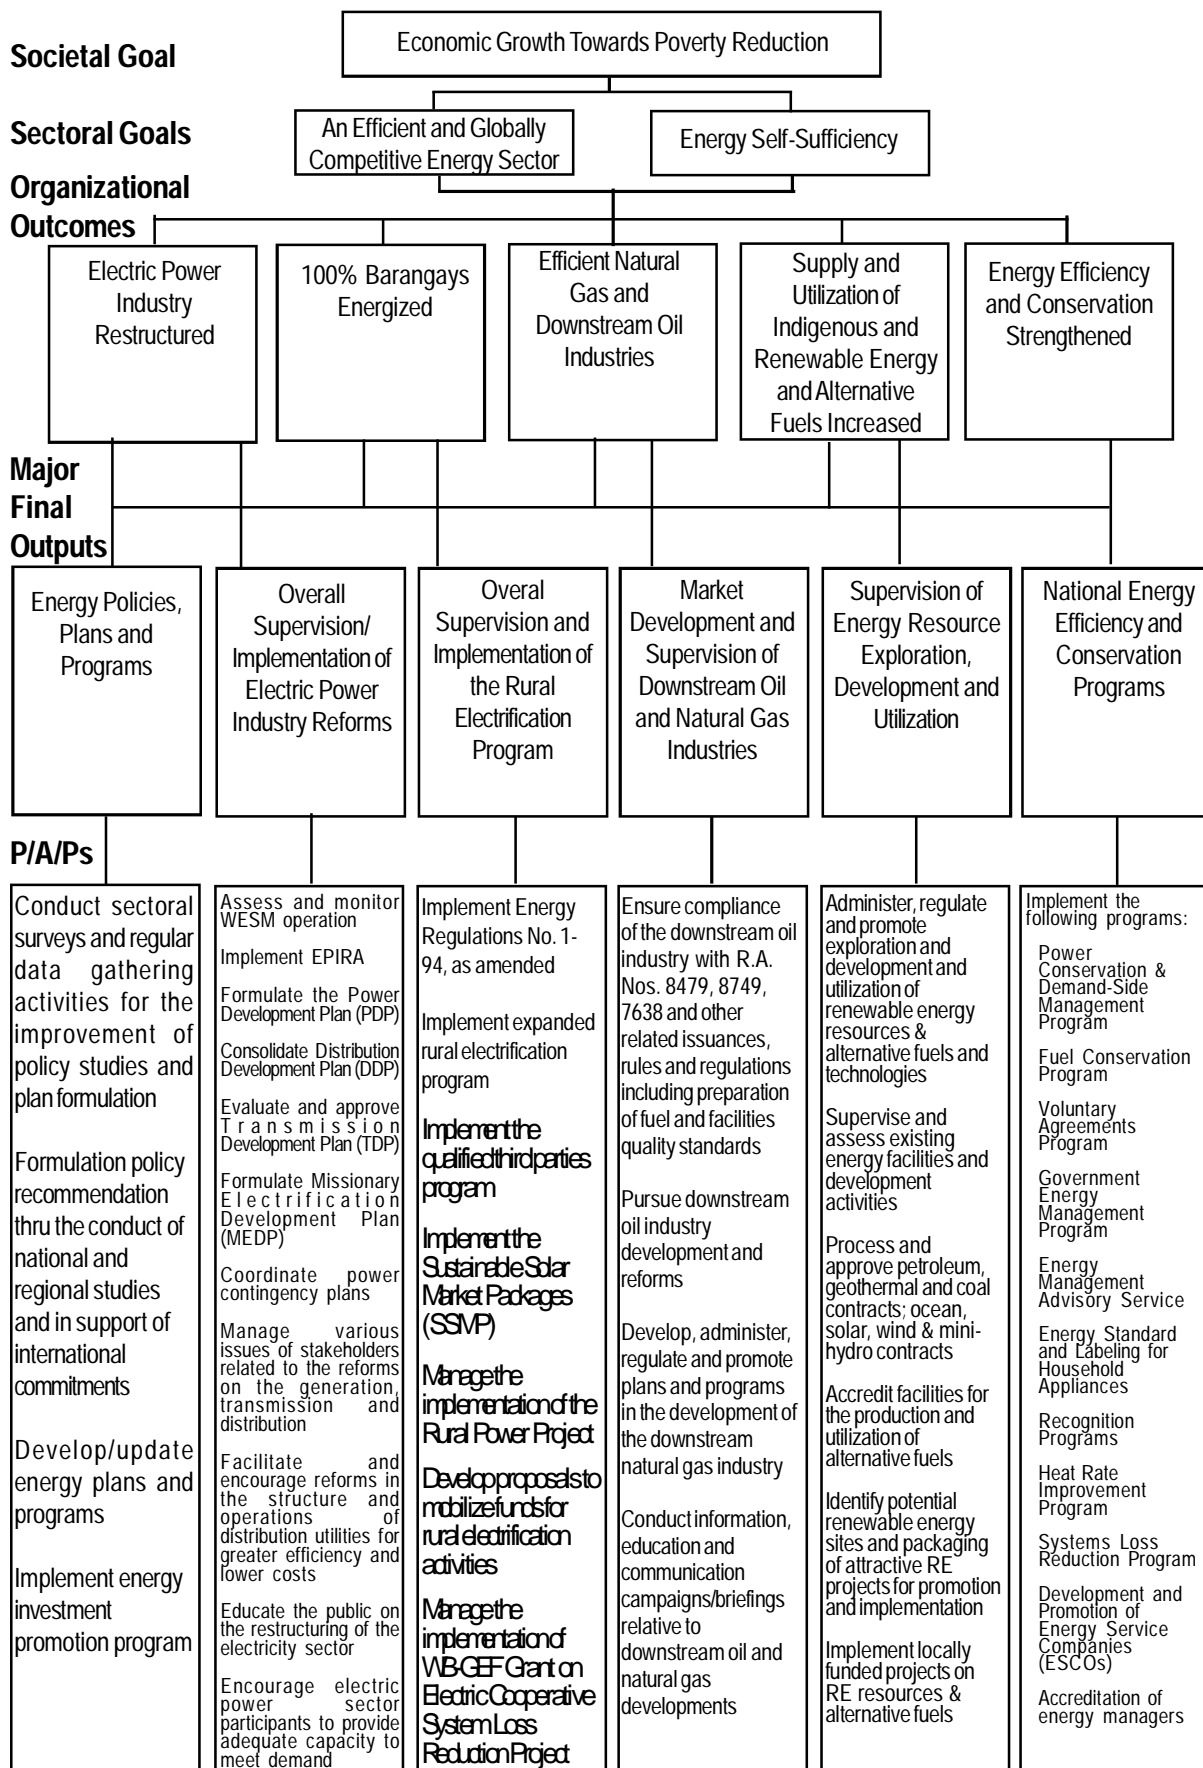 Societal Goal
Economic Growth Towards Poverty Reduction
Sectoral Goals
An Efficient and Globally
Competitive Energy Sector
Energy Self-Sufficiency
Organizational
Outcomes
Electric Power
Industry
Restructured
100% Barangays
Energized
Efficient Natural
Gas and
Downstream Oil
Industries
Supply and
Utilization of
Indigenous and
Renewable Energy
and Alternative
Fuels Increased
Energy Efficiency
and Conservation
Strengthened
Major
Final
Outputs
Energy Policies,
Plans and
Programs
Overall
Supervision/
Implementation of
Electric Power
Industry Reforms
Overal
Supervision and
Implementation of
the Rural
Electrification
Program
Market
Development and
Supervision of
Downstream Oil
and Natural Gas
Industries
Supervision of
Energy Resource
Exploration,
Development and
Utilization
National Energy
Efficiency and
Conservation
Programs
P/A/Ps
Conduct sectoral
surveys and regular
data gathering
activities for the
improvement of
policy studies and
plan formulation
Formulation policy
recommendation
thru the conduct of
national and
regional studies
and in support of
international
commitments
Develop/update
energy plans and
programs
Implement energy
investment
promotion program
Assess and monitor
WESM operation
Implement EPIRA
Formulate the Power
Development Plan (PDP)
Consolidate Distribution
Development Plan (DDP)
Evaluate and approve
Transmission
Development Plan (TDP)
Formulate Missionary
Electrification
Development Plan
(MEDP)
Coordinate power
contingency plans
Manage various
issues of stakeholders
related to the reforms
on the generation,
transmission and
distribution
Facilitate and
encourage reforms in
the structure and
operations of
distribution utilities for
greater efficiency and
lower costs
Educate the public on
the restructuring of the
electricity sector
Encourage electric
power sector
participants to provide
adequate capacity to
meet demand
Implement Energy
Regulations No. 1-
94, as amended
Implement expanded
rural electrification
program
Implement the
qualified third parties
program
Implement the
Sustainable Solar
Market Packages
(SSMP)
Manage the
implementation of the
Rural Power Project
Develop proposals to
mobilize funds for
rural electrification
activities
Manage the
implementation of
WB-GEF Grant on
Electric Cooperative
System Loss
Reduction Project
Ensure compliance
of the downstream oil
industry with R.A.
Nos. 8479, 8749,
7638 and other
related issuances,
rules and regulations
including preparation
of fuel and facilities
quality standards
Pursue downstream
oil industry
development and
reforms
Develop, administer,
regulate and promote
plans and programs
in the development of
the downstream
natural gas industry
Conduct information,
education and
communication
campaigns/briefings
relative to
downstream oil and
natural gas
developments
Administer, regulate
and promote
exploration and
development and
utilization of
renewable energy
resources &
alternative fuels and
technologies
Supervise and
assess existing
energy facilities and
development
activities
Process and
approve petroleum,
geothermal and coal
contracts; ocean,
solar, wind & mini-
hydro contracts
Accredit facilities for
the production and
utilization of
alternative fuels
Identify potential
renewable energy
sites and packaging
of attractive RE
projects for promotion
and implementation
Implement locally
funded projects on
RE resources &
alternative fuels
Implement the
following programs:
Power
Conservation &
Demand-Side
Management
Program
Fuel Conservation
Program
Voluntary
Agreements
Program
Government
Energy
Management
Program
Energy
Management
Advisory Service
Energy Standard
and Labeling for
Household
Appliances
Recognition
Programs
Heat Rate
Improvement
Program
Systems Loss
Reduction Program
Development and
Promotion of
Energy Service
Companies
(ESCOs)
Accreditation of
energy managers